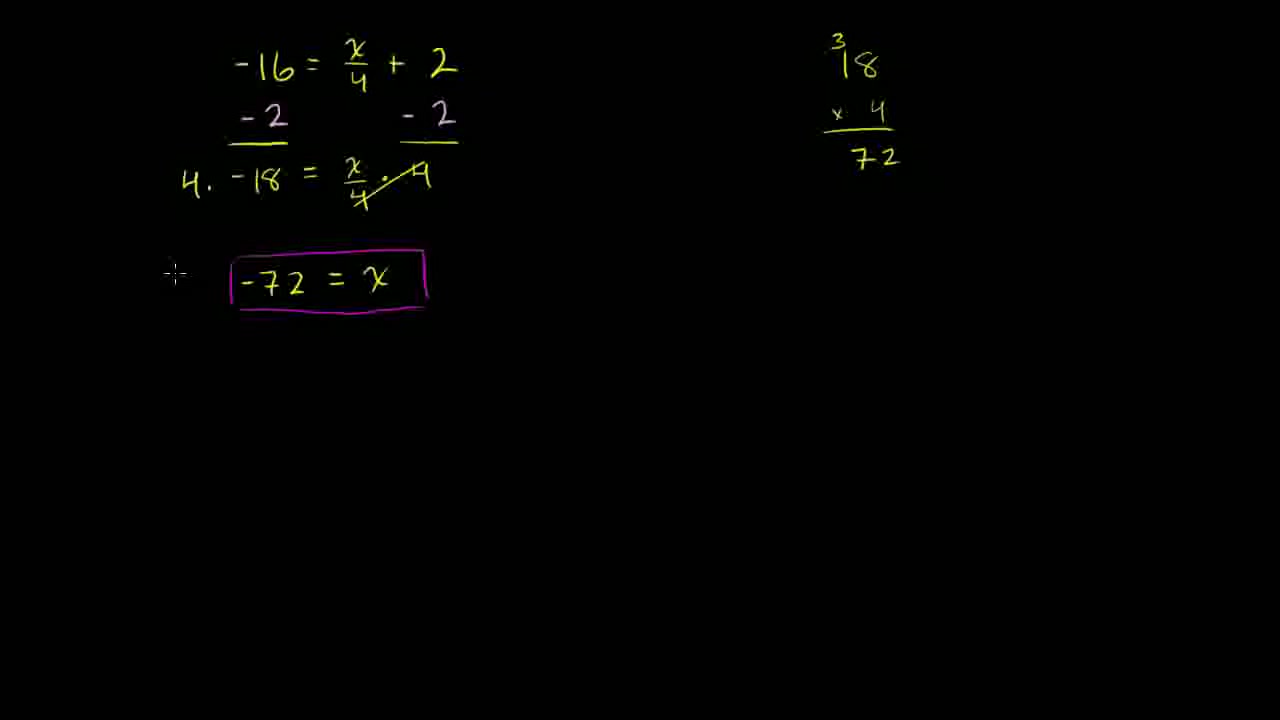 -16 = x/4 + 2
-2 -2
4 · -18 = x/4 · 4
-72 = x
3
18
x 4
72